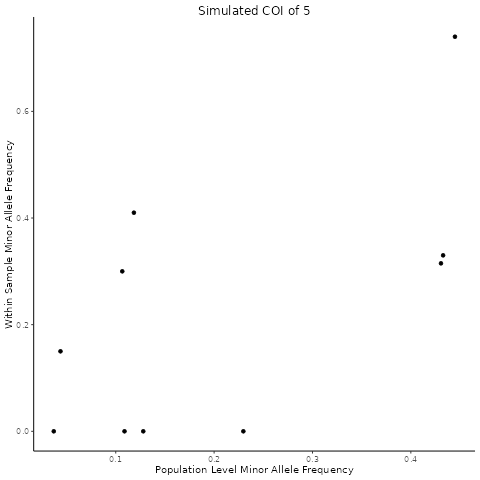 Simulated COI of 5
Within Sample Minor Allele Frequency
0.6
0.4
0.2
0.0
0.1
0.2
0.3
0.4
Population Level Minor Allele Frequency